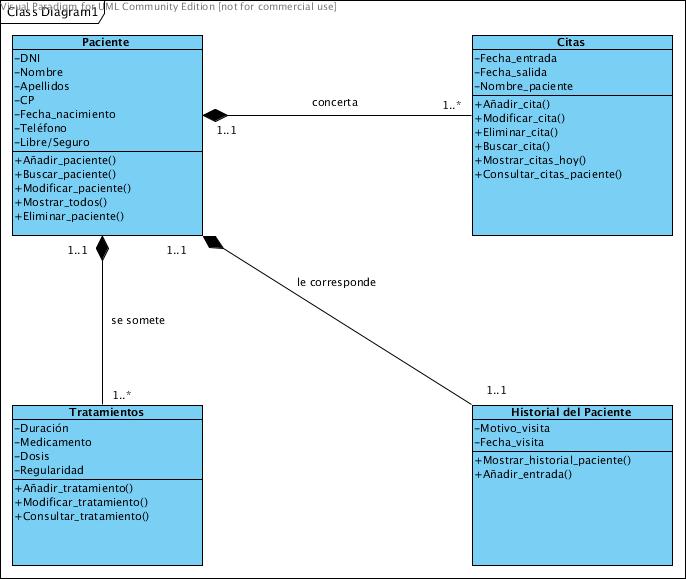 Visual Paradigm for UML Community Edition [not for commercial use]
Class Diagram1
Paciente
-DNI
-Nombre
-Apellidos
-CP
-Fecha_nacimiento
-Teléfono
-Libre/Seguro
+Añadir_paciente()
+Buscar_paciente()
+Modificar_paciente()
+Mostrar_todos()
+Eliminar_paciente()
concerta
1..1
1..*
Citas
-Fecha_entrada
-Fecha_salida
-Nombre_paciente
+Añadir_cita()
+Modificar_cita()
+Eliminar_cita()
+Buscar_cita()
+Mostrar_citas_hoy()
+Consultar_citas_paciente()
1..1
1..1
le corresponde
se somete
1..*
1..1
Tratamientos
-Duración
-Medicamento
-Dosis
-Regularidad
+Añadir_tratamiento()
+Modificar_tratamiento()
+Consultar_tratamiento()
Historial del Paciente
-Motivo_visita
-Fecha_visita
+Mostrar_historial_paciente()
+Añadir_entrada()